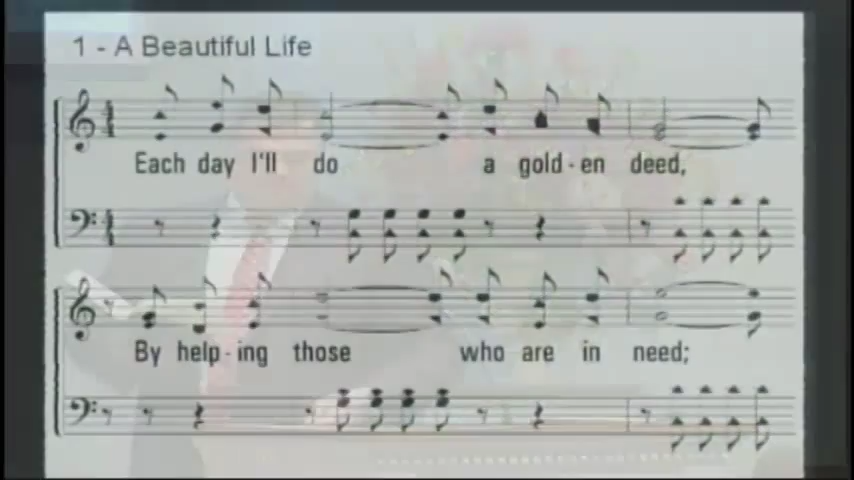 1 - A Beautiful Life
Each day I'll do a gold-en deed,
By help-ing those who are in need;